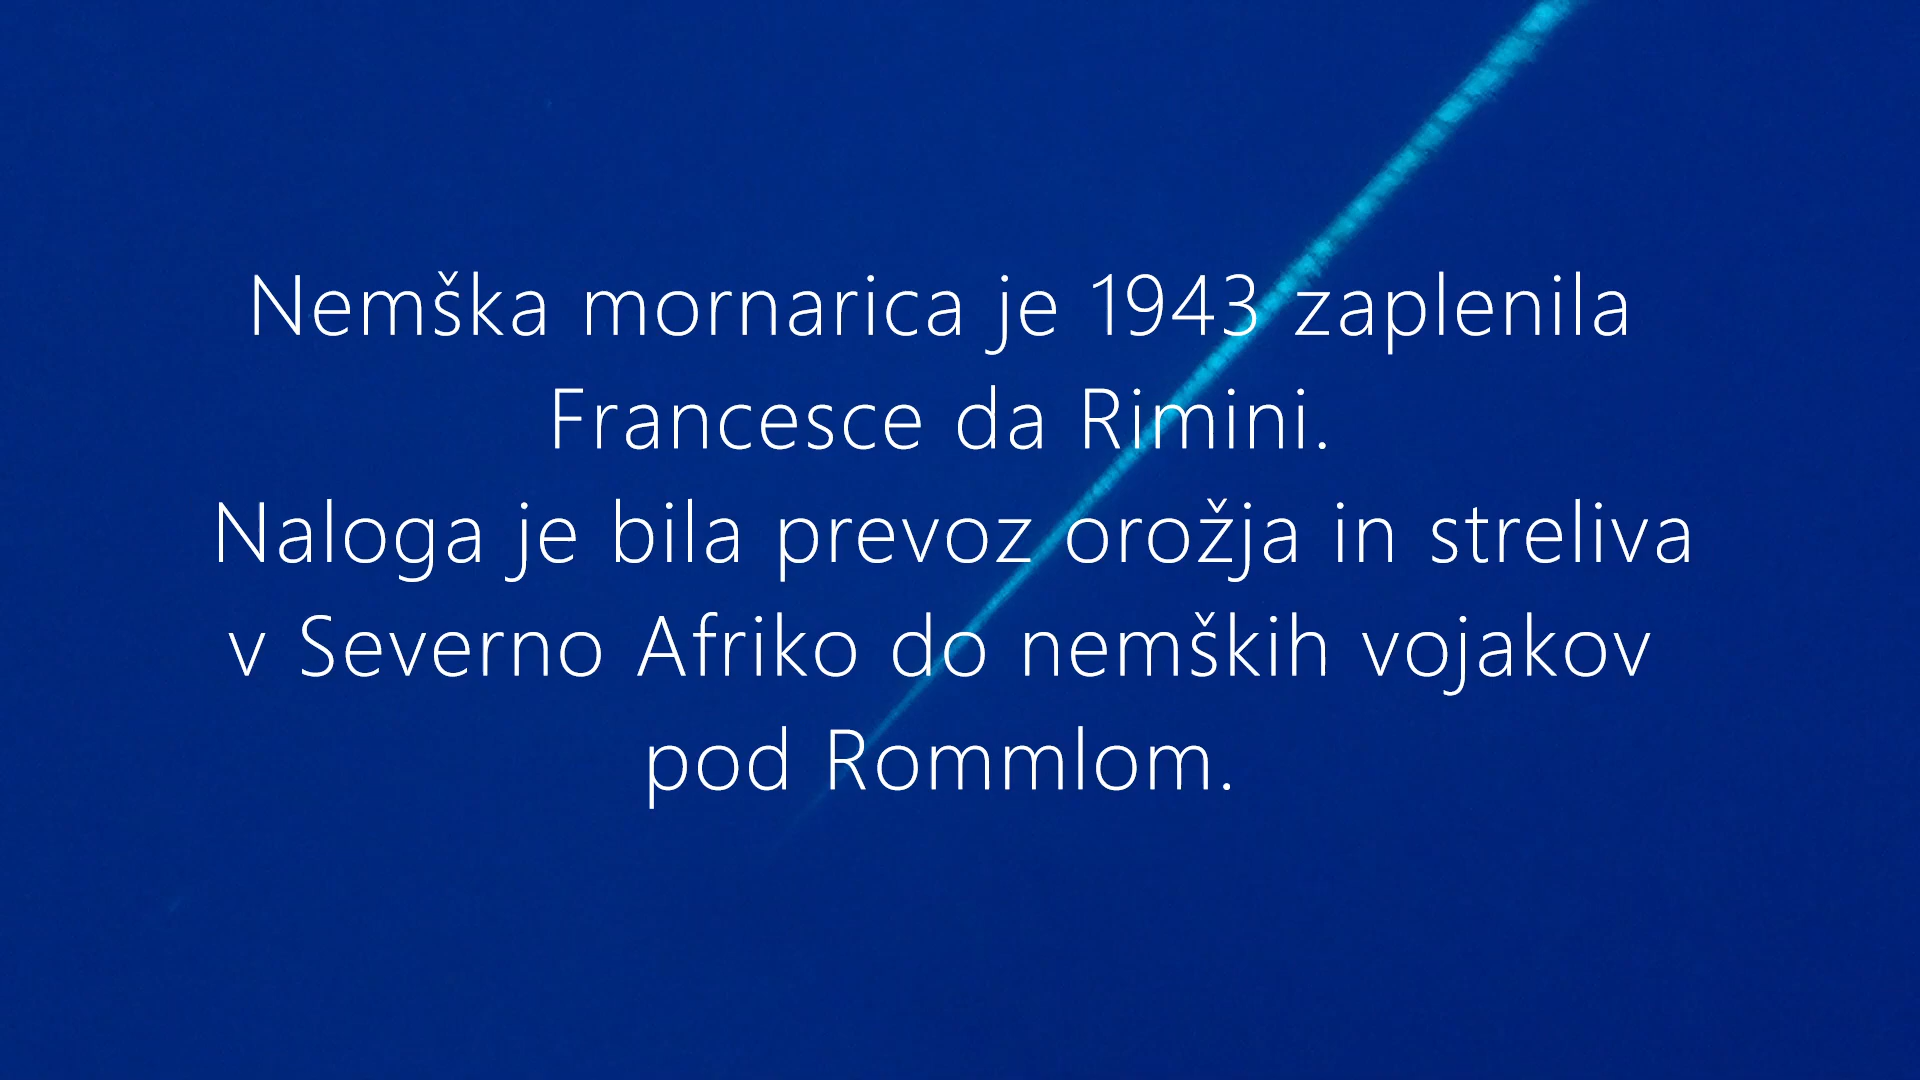 Nemška mornarica je 1943 zaplenila
Francesce da Rimini.
Naloga je bila prevoz orožja in streliva
v Severno Afriko do nemških vojakov
pod Rommlom.